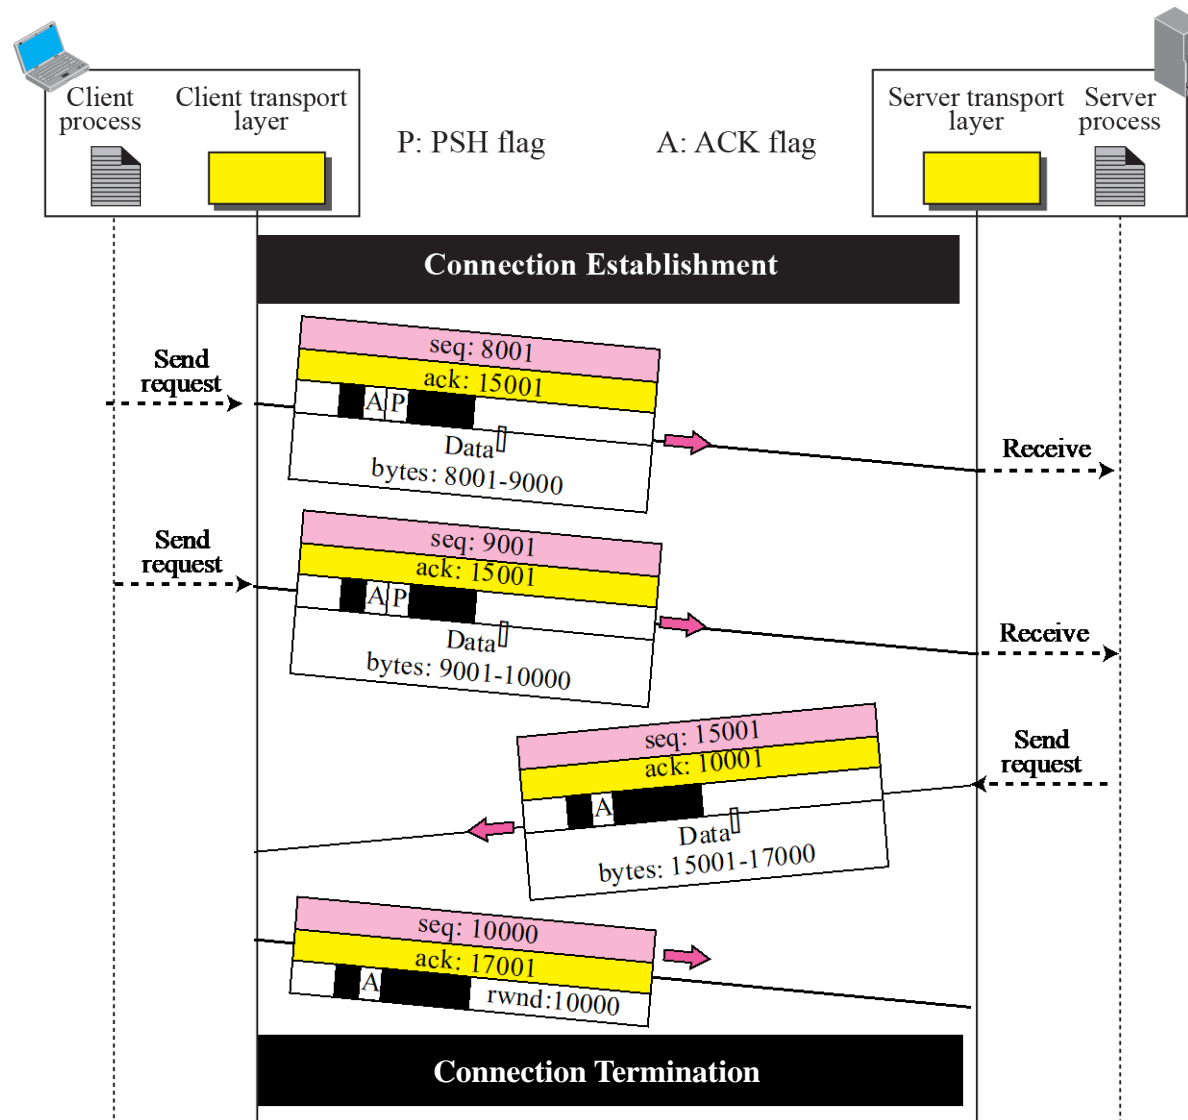 Client process
Client transport layer
P: PSH flag
A: ACK flag
Server transport layer
Server process
Connection Establishment
Send request
seq: 8001
ack: 15001
A P
Data
bytes: 8001-9000
Receive
Send request
seq: 9001
ack: 15001
A P
Data
bytes: 9001-10000
Receive
Send request
seq: 15001
ack: 10001
A
Data
bytes: 15001-17000
seq: 10000
ack: 17001
A
rwnd:10000
Connection Termination